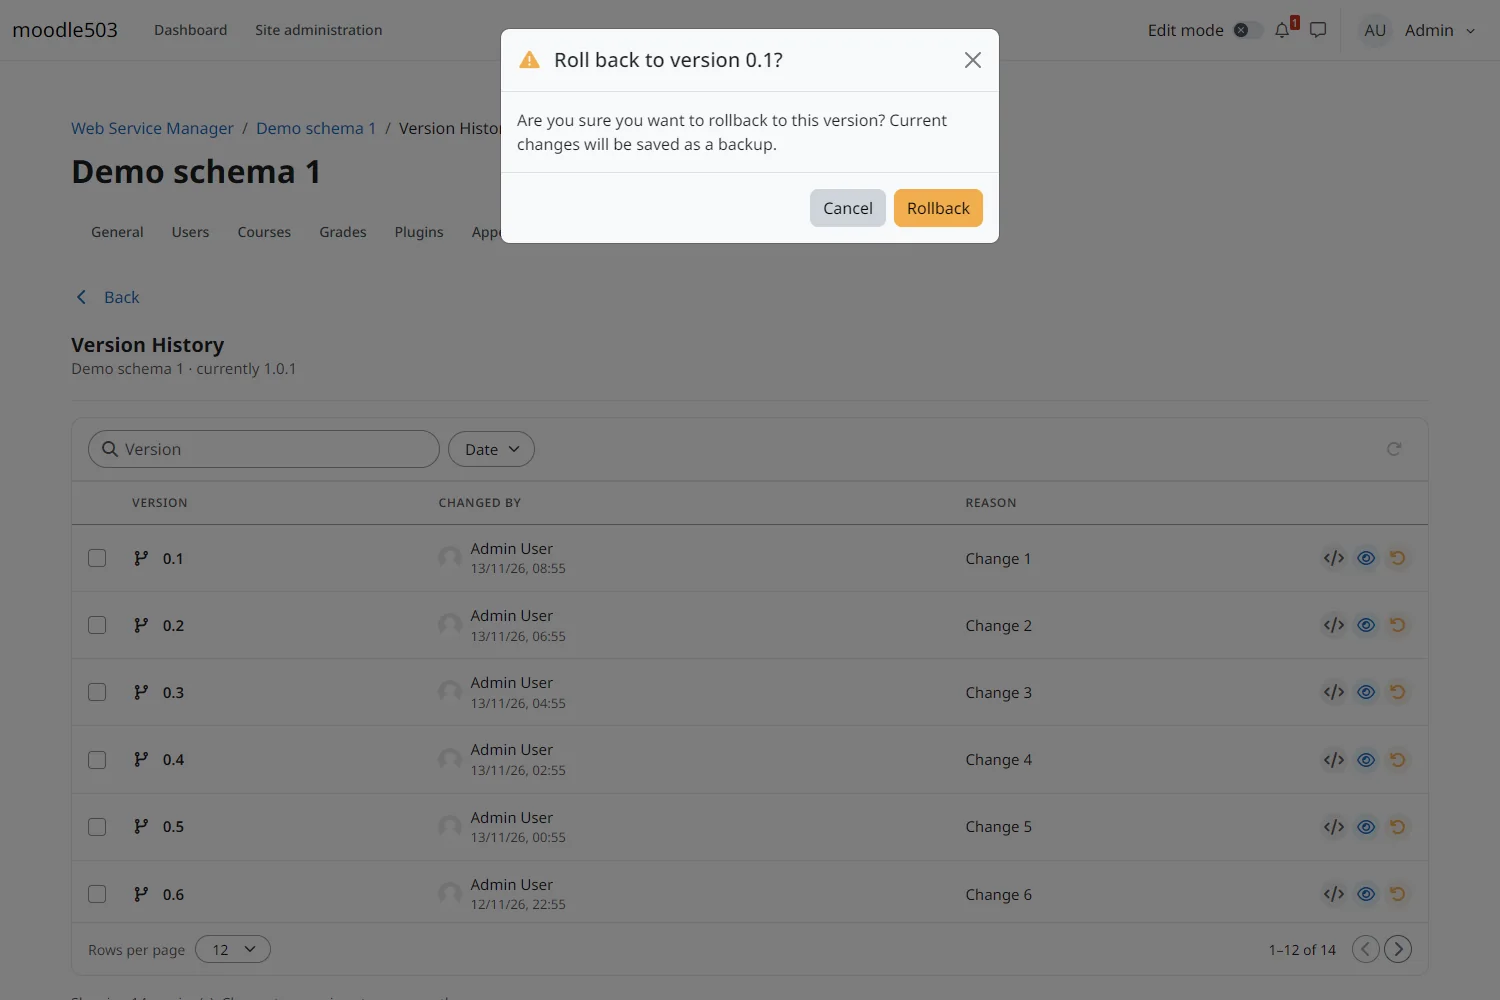 moodle503
Dashboard
Site administration
Edit mode
1
AU
Admin
Roll back to version 0.1?
Are you sure you want to rollback to this version? Current
changes will be saved as a backup.
Cancel
Rollback
Web Service Manager / Demo schema 1 / Version
Demo schema 1
General
Users
Courses
Grades
Plugins
Back
Version History
Demo schema 1 · currently 1.0.1
Version
Date
VERSION
CHANGED BY
REASON
0.1
Admin User
13/11/26, 08:55
Change 1
0.2
Admin User
13/11/26, 06:55
Change 2
0.3
Admin User
13/11/26, 04:55
Change 3
0.4
Admin User
13/11/26, 02:55
Change 4
0.5
Admin User
13/11/26, 00:55
Change 5
0.6
Admin User
12/11/26, 22:55
Change 6
Rows per page
12
1–12 of 14